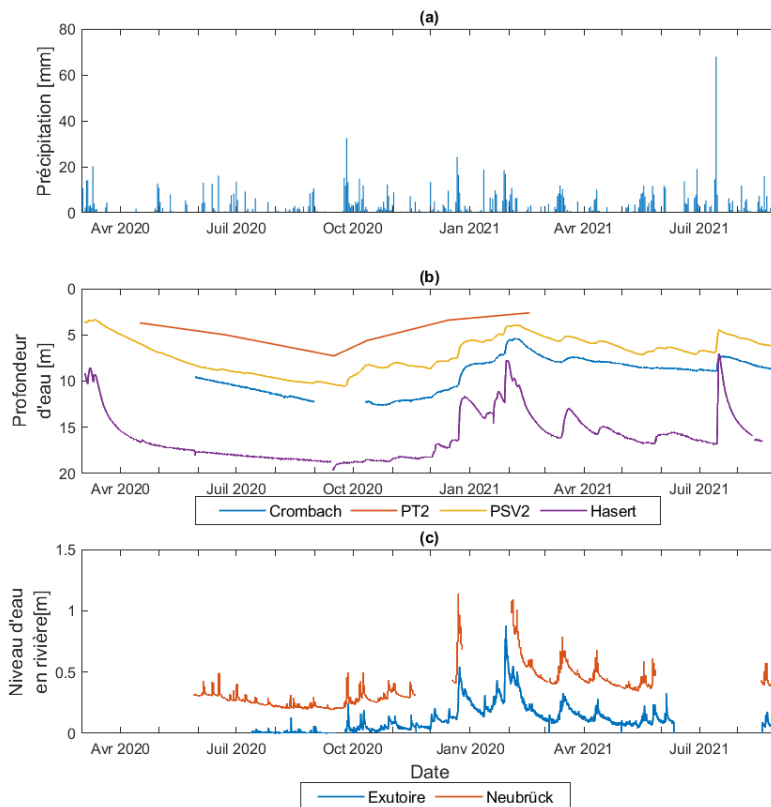 (a)
Précipitation [mm]
80
60
40
20
0
Avr 2020 Juil 2020 Oct 2020 Jan 2021 Avr 2021 Juil 2021
(b)
Profondeur
d'eau [m]
0
5
10
15
20
Avr 2020 Juil 2020 Oct 2020 Jan 2021 Avr 2021 Juil 2021
Crombach PT2 PSV2 Hasert
(c)
Niveau d'eau
en rivière[m]
1.5
1
0.5
0
Avr 2020 Juil 2020 Oct 2020 Janv 2020 Avr 2021 Juil 2021
Date
Exutoire Neubrück